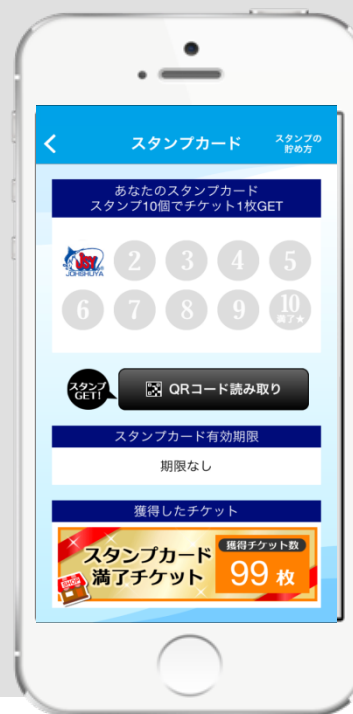 スタンプカード
スタンプの
貯め方
あなたのスタンプカード
スタンプ10個でチケット1枚GET
JSY
JOHSHUYA
2
3
4
5
6
7
8
9
10
満了★
スタンプ
GET!
QRコード読み取り
スタンプカード有効期限
期限なし
獲得したチケット
スタンプカード
満了チケット
獲得チケット数
99 枚
SHOP